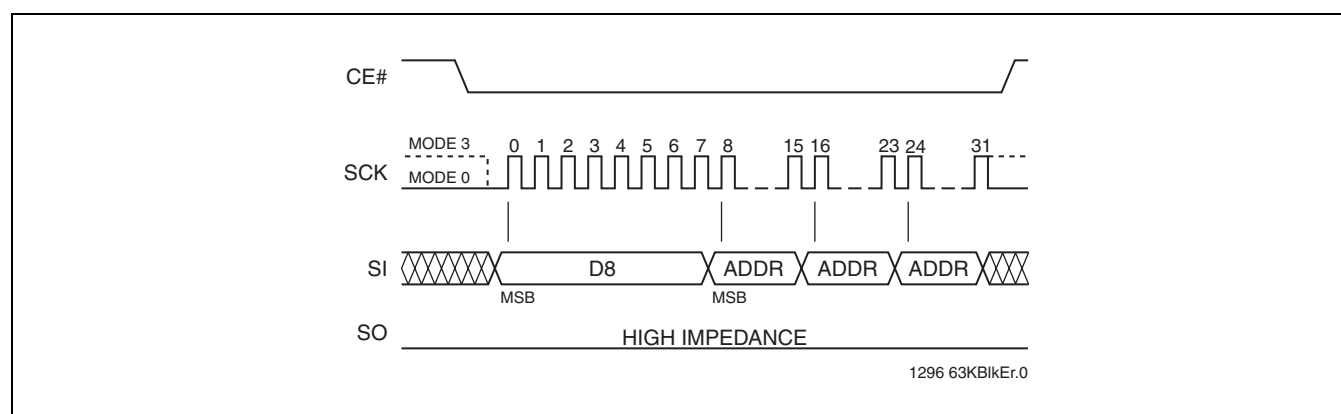 CE#
MODE 3
0 1 2 3 4 5 6 7 8 15 16 23 24 31
SCK
MODE 0
SI D8 ADDR ADDR ADDR
MSB MSB
SO HIGH IMPEDANCE
1296 63KBlkEr.0